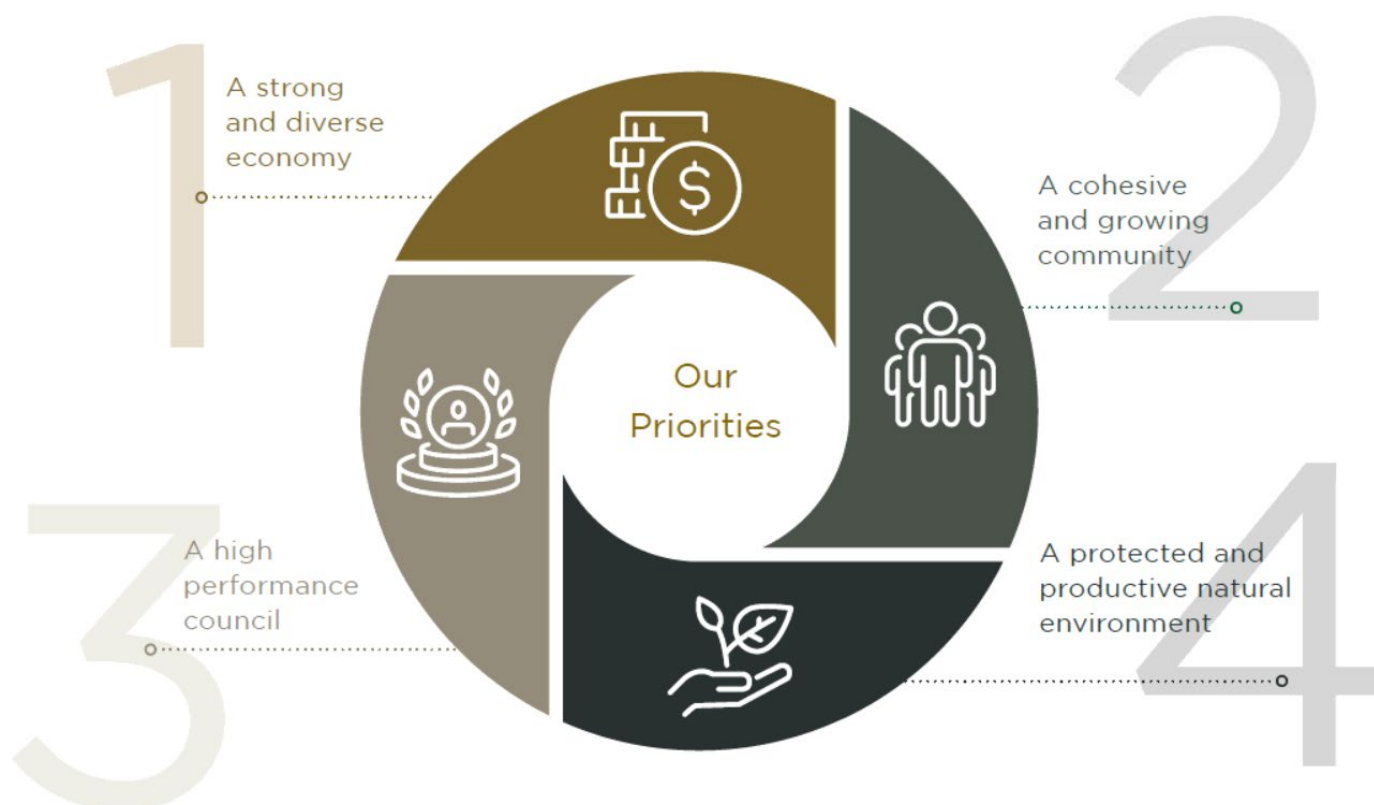 1
A strong
and diverse
economy
$
2
A cohesive
and growing
community
Our
Priorities
3
A high
performance
council
4
A protected and
productive natural
environment